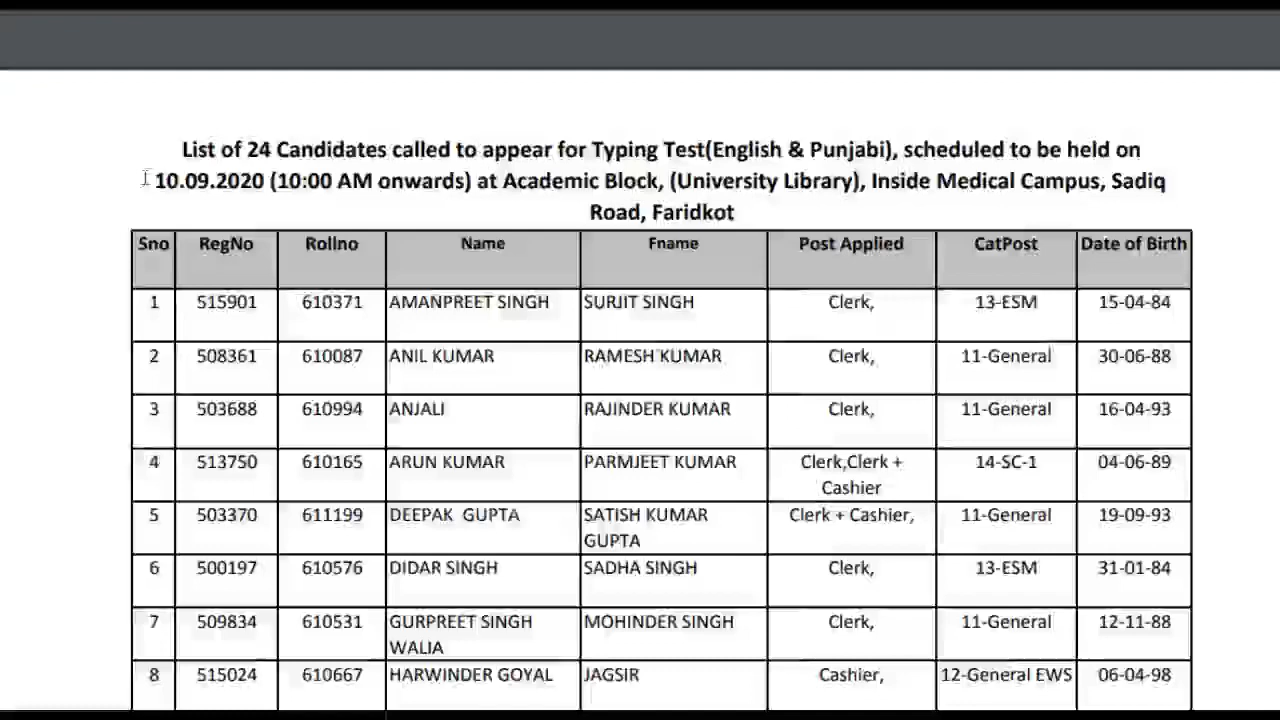 List of 24 Candidates called to appear for Typing Test(English & Punjabi), scheduled to be held on
10.09.2020 (10:00 AM onwards) at Academic Block, (University Library), Inside Medical Campus, Sadiq
Road, Faridkot
Sno RegNo Rollno Name Fname Post Applied CatPost Date of Birth
1 515901 610371 AMANPREET SINGH SURJIT SINGH Clerk, 13-ESM 15-04-84
2 508361 610087 ANIL KUMAR RAMESH KUMAR Clerk, 11-General 30-06-88
3 503688 610994 ANJALI RAJINDER KUMAR Clerk, 11-General 16-04-93
4 513750 610165 ARUN KUMAR PARMJEET KUMAR Clerk,Clerk + 14-SC-1 04-06-89
Cashier
5 503370 611199 DEEPAK GUPTA SATISH KUMAR Clerk + Cashier, 11-General 19-09-93
GUPTA
6 500197 610576 DIDAR SINGH SADHA SINGH Clerk, 13-ESM 31-01-84
7 509834 610531 GURPREET SINGH MOHINDER SINGH Clerk, 11-General 12-11-88
WALIA
8 515024 610667 HARWINDER GOYAL JAGSIR Cashier, 12-General EWS 06-04-98